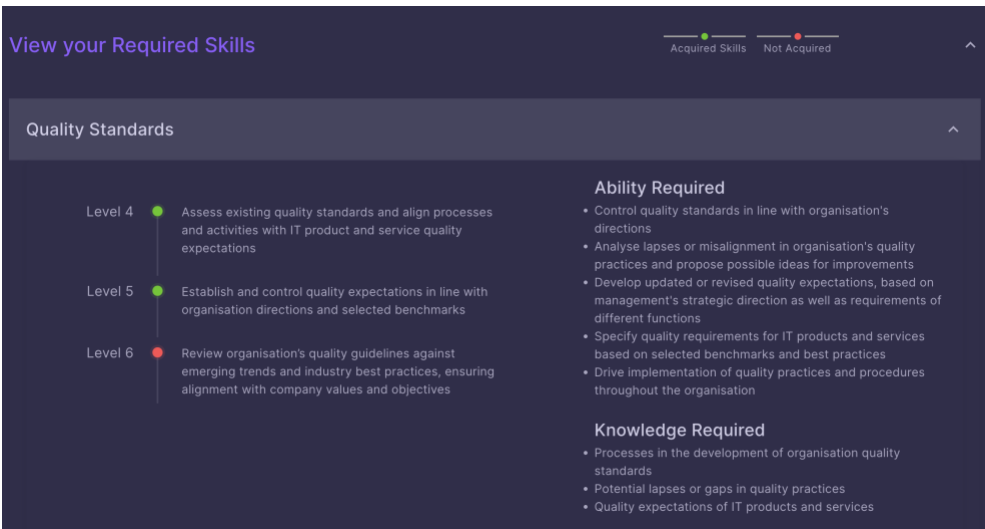 View your Required Skills
Acquired Skills
Not Acquired
Quality Standards
Level 4
Assess existing quality standards and align processes
and activities with IT product and service quality
expectations
Level 5
Establish and control quality expectations in line with
organisation directions and selected benchmarks
Level 6
Review organisation's quality guidelines against
emerging trends and industry best practices, ensuring
alignment with company values and objectives
Ability Required
• Control quality standards in line with organisation's
directions
• Analyse lapses or misalignment in organisation's quality
practices and propose possible ideas for improvements
• Develop updated or revised quality expectations, based on
management's strategic direction as well as requirements of
different functions
• Specify quality requirements for IT products and services
based on selected benchmarks and best practices
• Drive implementation of quality practices and procedures
throughout the organisation
Knowledge Required
• Processes in the development of organisation quality
standards
• Potential lapses or gaps in quality practices
• Quality expectations of IT products and services